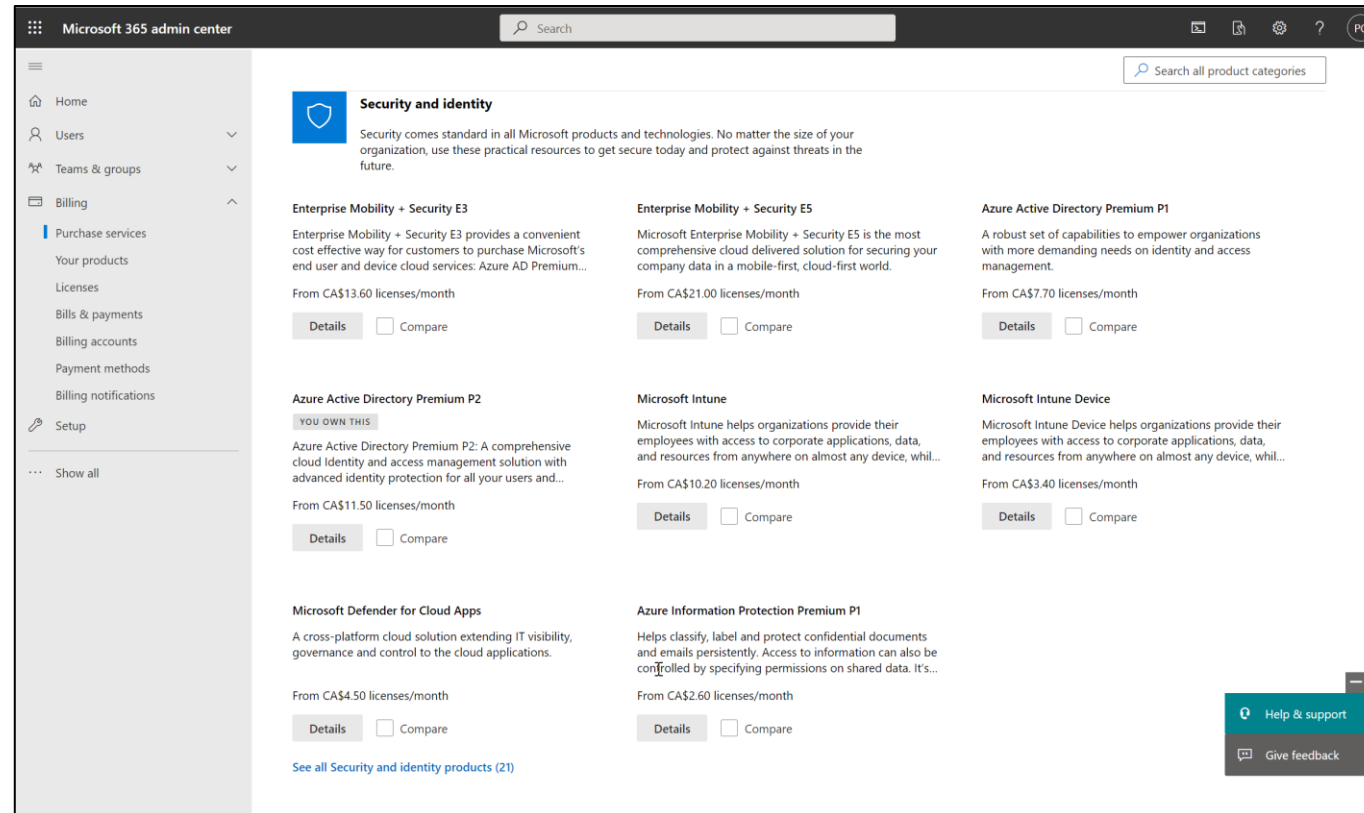 Microsoft 365 admin center
Search
Search all product categories
Home
Users
Teams & groups
Billing
Purchase services
Your products
Licenses
Bills & payments
Billing accounts
Payment methods
Billing notifications
Setup
Show all
Security and identity
Security comes standard in all Microsoft products and technologies. No matter the size of your
organization, use these practical resources to get secure today and protect against threats in the
future.
Enterprise Mobility + Security E3
Enterprise Mobility + Security E3 provides a convenient
cost effective way for customers to purchase Microsoft's
end user and device cloud services: Azure AD Premium...
From CA$13.60 licenses/month
Details
Compare
Enterprise Mobility + Security E5
Microsoft Enterprise Mobility + Security E5 is the most
comprehensive cloud delivered solution for securing your
company data in a mobile-first, cloud-first world.
From CA$21.00 licenses/month
Details
Compare
Azure Active Directory Premium P1
A robust set of capabilities to empower organizations
with more demanding needs on identity and access
management.
From CA$7.70 licenses/month
Details
Compare
Azure Active Directory Premium P2
YOU OWN THIS
Azure Active Directory Premium P2: A comprehensive
cloud Identity and access management solution with
advanced identity protection for all your users and...
From CA$11.50 licenses/month
Details
Compare
Microsoft Intune
Microsoft Intune helps organizations provide their
employees with access to corporate applications, data,
and resources from anywhere on almost any device, whil...
From CA$10.20 licenses/month
Details
Compare
Microsoft Intune Device
Microsoft Intune Device helps organizations provide their
employees with access to corporate applications, data,
and resources from anywhere on almost any device, whil...
From CA$3.40 licenses/month
Details
Compare
Microsoft Defender for Cloud Apps
A cross-platform cloud solution extending IT visibility,
governance and control to the cloud applications.
From CA$4.50 licenses/month
Details
Compare
Azure Information Protection Premium P1
Helps classify, label and protect confidential documents
and emails persistently. Access to information can also be
controlled by specifying permissions on shared data. It's...
From CA$2.60 licenses/month
Details
Compare
See all Security and identity products (21)
Help & support
Give feedback